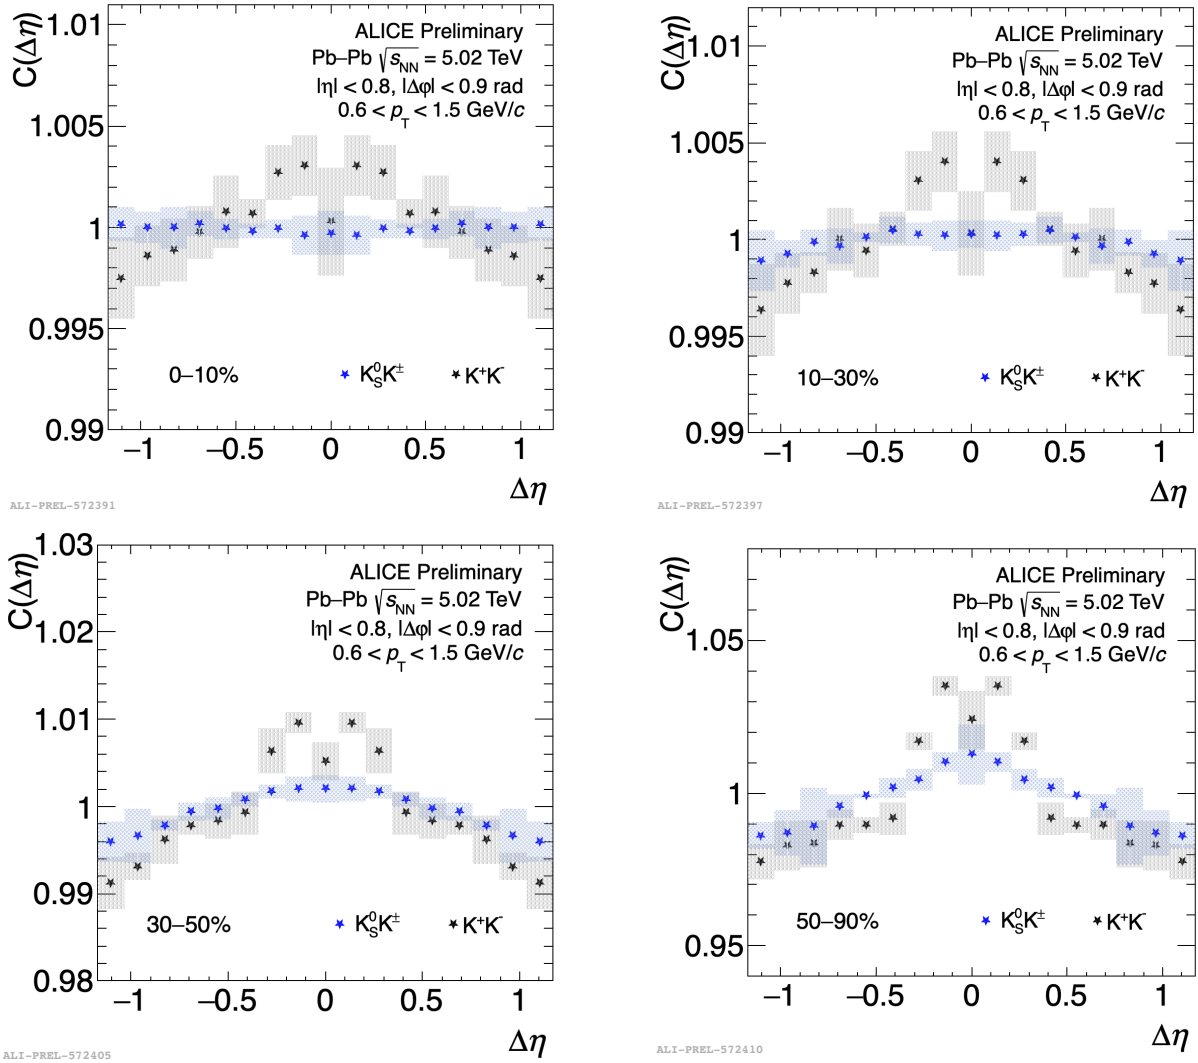 C(Δη)
1.01
1.005
1
0.995
0.99
ALICE Preliminary
Pb–Pb √sNN = 5.02 TeV
|η| < 0.8, |Δφ| < 0.9 rad
0.6 < pT < 1.5 GeV/c
0–10%
K0SK± K+K-
−1 −0.5 0 0.5 1
Δη
ALI-PREL-572391
C(Δη)
1.01
1.005
1
0.995
0.99
ALICE Preliminary
Pb–Pb √sNN = 5.02 TeV
|η| < 0.8, |Δφ| < 0.9 rad
0.6 < pT < 1.5 GeV/c
10–30%
K0SK± K+K-
−1 −0.5 0 0.5 1
Δη
ALI-PREL-572397
C(Δη)
1.03
1.02
1.01
1
0.99
0.98
ALICE Preliminary
Pb–Pb √sNN = 5.02 TeV
|η| < 0.8, |Δφ| < 0.9 rad
0.6 < pT < 1.5 GeV/c
30–50%
K0SK± K+K-
−1 −0.5 0 0.5 1
Δη
ALI-PREL-572405
C(Δη)
1.05
1
0.95
ALICE Preliminary
Pb–Pb √sNN = 5.02 TeV
|η| < 0.8, |Δφ| < 0.9 rad
0.6 < pT < 1.5 GeV/c
50–90%
K0SK± K+K-
−1 −0.5 0 0.5 1
Δη
ALI-PREL-572410